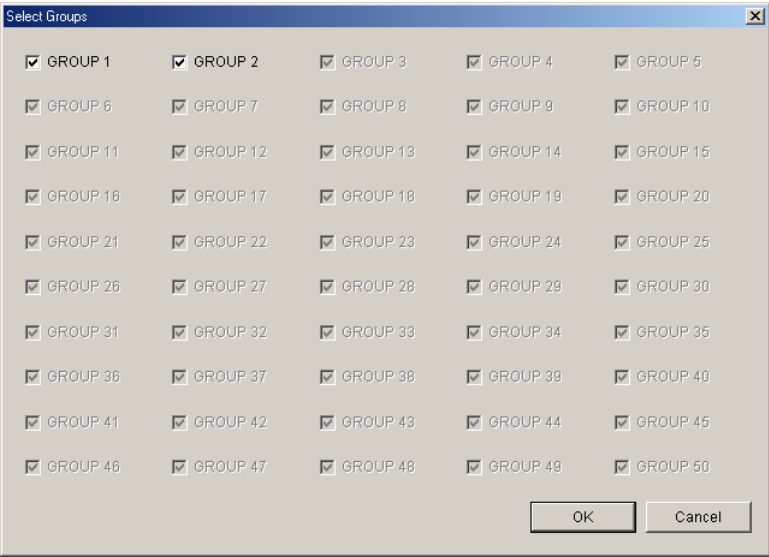 Select Groups
GROUP 1 GROUP 2 GROUP 3 GROUP 4 GROUP 5
GROUP 6 GROUP 7 GROUP 8 GROUP 9 GROUP 10
GROUP 11 GROUP 12 GROUP 13 GROUP 14 GROUP 15
GROUP 16 GROUP 17 GROUP 18 GROUP 19 GROUP 20
GROUP 21 GROUP 22 GROUP 23 GROUP 24 GROUP 25
GROUP 26 GROUP 27 GROUP 28 GROUP 29 GROUP 30
GROUP 31 GROUP 32 GROUP 33 GROUP 34 GROUP 35
GROUP 36 GROUP 37 GROUP 38 GROUP 39 GROUP 40
GROUP 41 GROUP 42 GROUP 43 GROUP 44 GROUP 45
GROUP 46 GROUP 47 GROUP 48 GROUP 49 GROUP 50
OK Cancel